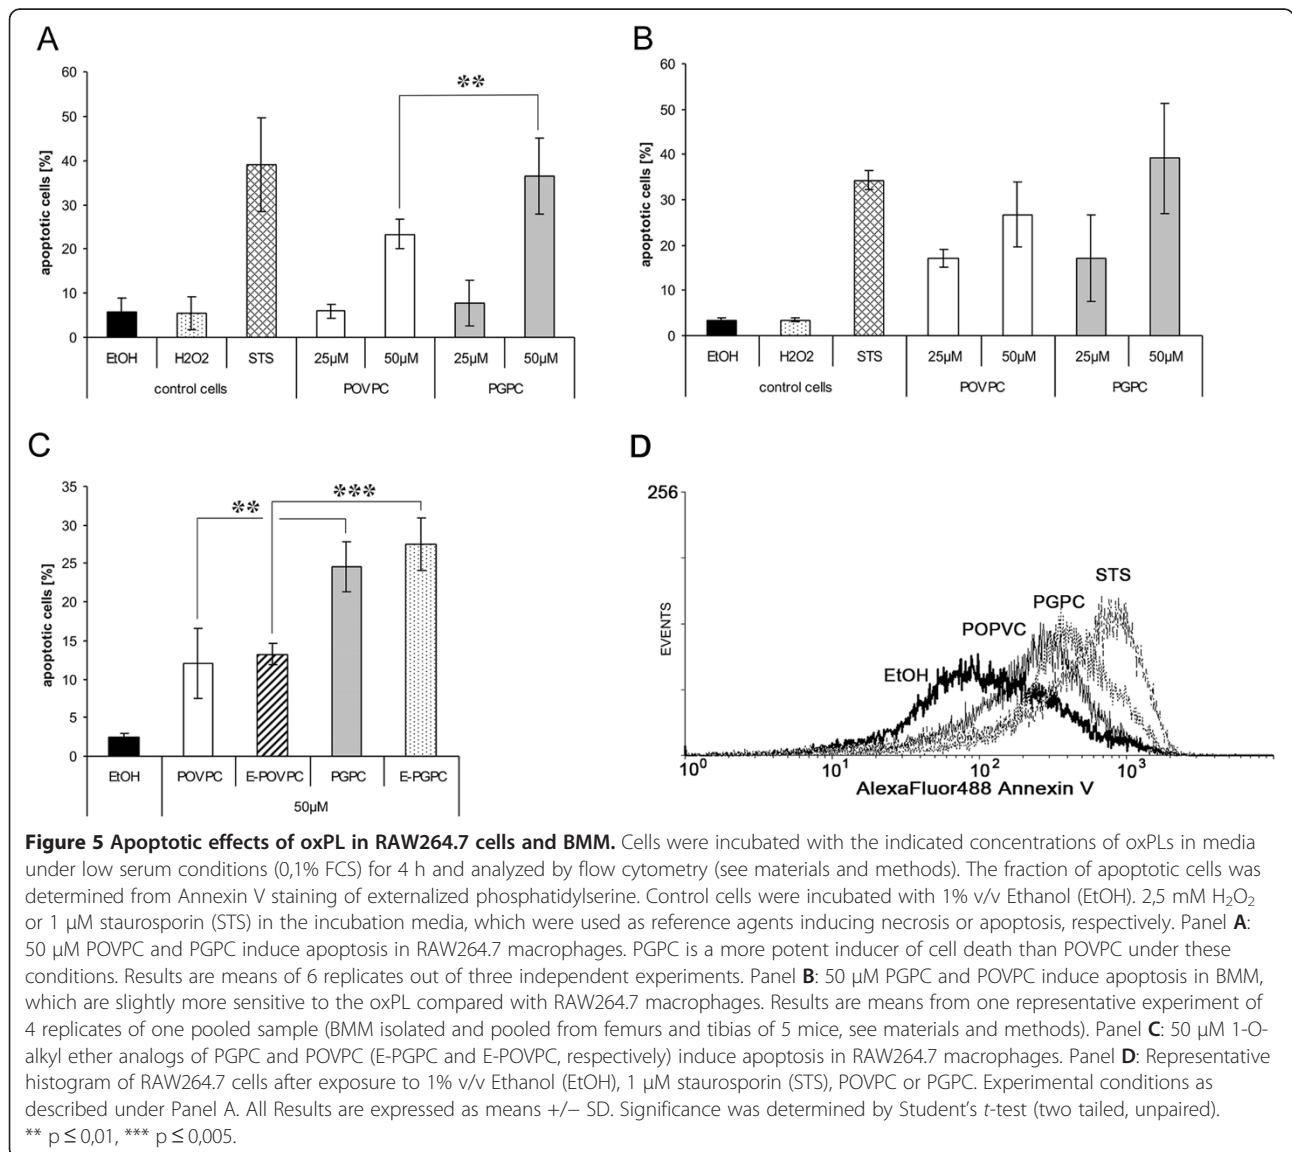 A
60
50
40
30
20
10
0
apoptotic cells [%]
**
EtOH H2O2 STS 25µM 50µM 25µM 50µM
control cells POVPC PGPC
B
60
50
40
30
20
10
0
apoptotic cells [%]
EtOH H2O2 STS 25µM 50µM 25µM 50µM
control cells POVPC PGPC
C
35
30
25
20
15
10
5
0
apoptotic cells [%]
** ***
EtOH POVPC E-POVPC PGPC E-PGPC
50µM
D
256
EVENTS
EtOH
POPVC
PGPC
STS
10⁰ 10¹ 10² 10³
AlexaFluor488 Annexin V
Figure 5 Apoptotic effects of oxPL in RAW264.7 cells and BMM. Cells were incubated with the indicated concentrations of oxPLs in media
under low serum conditions (0,1% FCS) for 4 h and analyzed by flow cytometry (see materials and methods). The fraction of apoptotic cells was
determined from Annexin V staining of externalized phosphatidylserine. Control cells were incubated with 1% v/v Ethanol (EtOH). 2,5 mM H₂O₂
or 1 µM staurosporin (STS) in the incubation media, which were used as reference agents inducing necrosis or apoptosis, respectively. Panel A:
50 µM POVPC and PGPC induce apoptosis in RAW264.7 macrophages. PGPC is a more potent inducer of cell death than POVPC under these
conditions. Results are means of 6 replicates out of three independent experiments. Panel B: 50 µM PGPC and POVPC induce apoptosis in BMM,
which are slightly more sensitive to the oxPL compared with RAW264.7 macrophages. Results are means from one representative experiment of
4 replicates of one pooled sample (BMM isolated and pooled from femurs and tibias of 5 mice, see materials and methods). Panel C: 50 µM 1-O-
alkyl ether analogs of PGPC and POVPC (E-PGPC and E-POVPC, respectively) induce apoptosis in RAW264.7 macrophages. Panel D: Representative
histogram of RAW264.7 cells after exposure to 1% v/v Ethanol (EtOH), 1 µM staurosporin (STS), POVPC or PGPC. Experimental conditions as
described under Panel A. All Results are expressed as means +/− SD. Significance was determined by Student's t-test (two tailed, unpaired).
** p ≤ 0,01, *** p ≤ 0,005.